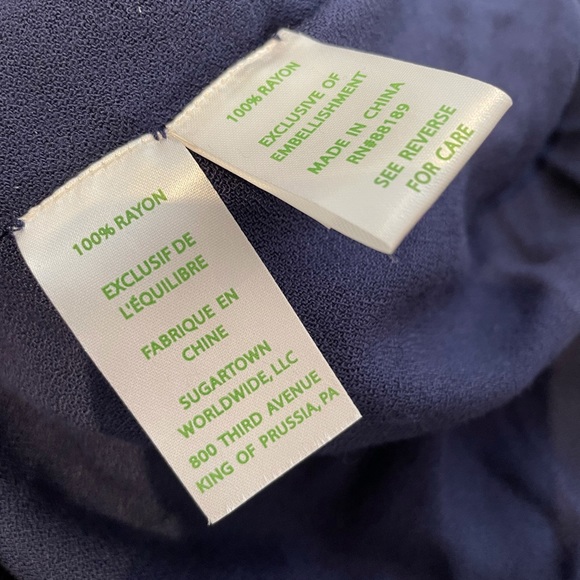 100% RAYON
EXCLUSIVE OF
EMBELLISHMENT
MADE IN CHINA
RN#88189
SEE REVERSE
FOR CARE
100% RAYON
EXCLUSIF DE
L'ÉQUILIBRE
FABRIQUE EN
CHINE
SUGARTOWN
WORLDWIDE, LLC
800 THIRD AVENUE
KING OF PRUSSIA, PA